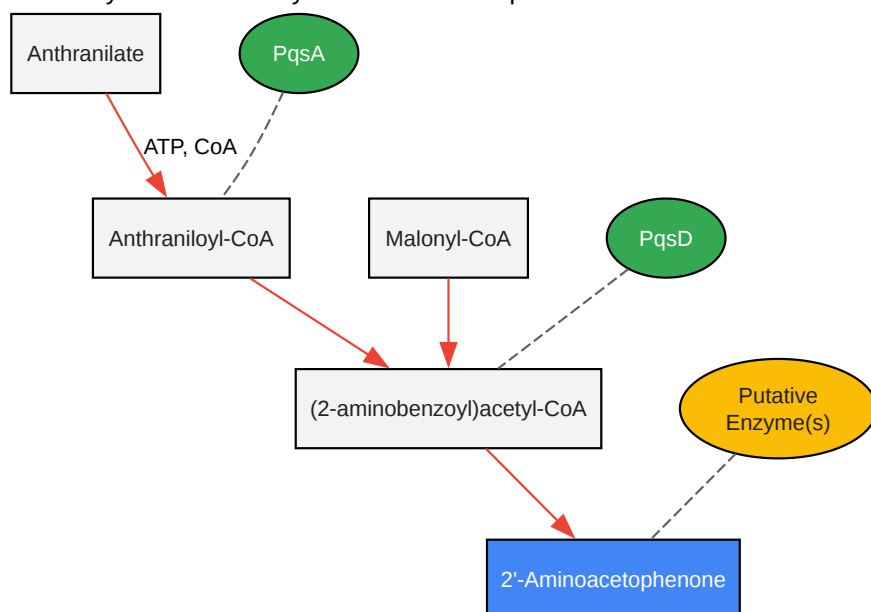 Anthranilate
PqsA
ATP, CoA
Anthraniloyl-CoA
Malonyl-CoA
PqsD
(2-aminobenzoyl)acetyl-CoA
Putative
Enzyme(s)
2'-Aminoacetophenone